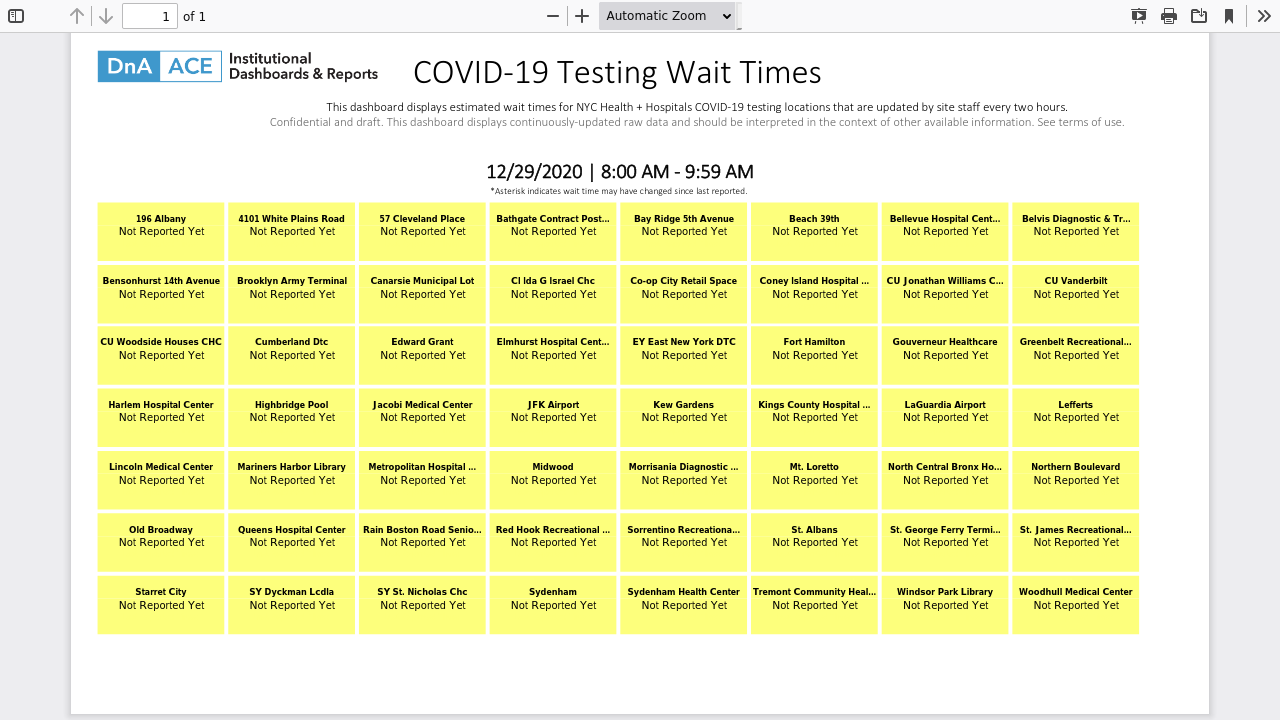 1 of 1 Automatic Zoom
DnA ACE Institutional
Dashboards & Reports
COVID-19 Testing Wait Times
This dashboard displays estimated wait times for NYC Health + Hospitals COVID-19 testing locations that are updated by site staff every two hours.
Confidential and draft. This dashboard displays continuously-updated raw data and should be interpreted in the context of other available information. See terms of use.
12/29/2020 | 8:00 AM - 9:59 AM
*Asterisk indicates wait time may have changed since last reported.
196 Albany 4101 White Plains Road 57 Cleveland Place Bathgate Contract Post... Bay Ridge 5th Avenue Beach 39th Bellevue Hospital Cent... Belvis Diagnostic & Tr...
Not Reported Yet Not Reported Yet Not Reported Yet Not Reported Yet Not Reported Yet Not Reported Yet Not Reported Yet Not Reported Yet
Bensonhurst 14th Avenue Brooklyn Army Terminal Canarsie Municipal Lot CI Ida G Israel Chc Co-op City Retail Space Coney Island Hospital ... CU Jonathan Williams C... CU Vanderbilt
Not Reported Yet Not Reported Yet Not Reported Yet Not Reported Yet Not Reported Yet Not Reported Yet Not Reported Yet Not Reported Yet
CU Woodside Houses CHC Cumberland Dtc Edward Grant Elmhurst Hospital Cent... EY East New York DTC Fort Hamilton Gouverneur Healthcare Greenbelt Recreational...
Not Reported Yet Not Reported Yet Not Reported Yet Not Reported Yet Not Reported Yet Not Reported Yet Not Reported Yet Not Reported Yet
Harlem Hospital Center Highbridge Pool Jacobi Medical Center JFK Airport Kew Gardens Kings County Hospital ... LaGuardia Airport Lefferts
Not Reported Yet Not Reported Yet Not Reported Yet Not Reported Yet Not Reported Yet Not Reported Yet Not Reported Yet Not Reported Yet
Lincoln Medical Center Mariners Harbor Library Metropolitan Hospital ... Midwood Morrisania Diagnostic ... Mt. Loretto North Central Bronx Ho... Northern Boulevard
Not Reported Yet Not Reported Yet Not Reported Yet Not Reported Yet Not Reported Yet Not Reported Yet Not Reported Yet Not Reported Yet
Old Broadway Queens Hospital Center Rain Boston Road Senio... Red Hook Recreational ... Sorrentino Recreationa... St. Albans St. George Ferry Termi... St. James Recreational...
Not Reported Yet Not Reported Yet Not Reported Yet Not Reported Yet Not Reported Yet Not Reported Yet Not Reported Yet Not Reported Yet
Starret City SY Dyckman Lcdla SY St. Nicholas Chc Sydenham Sydenham Health Center Tremont Community Heal... Windsor Park Library Woodhull Medical Center
Not Reported Yet Not Reported Yet Not Reported Yet Not Reported Yet Not Reported Yet Not Reported Yet Not Reported Yet Not Reported Yet